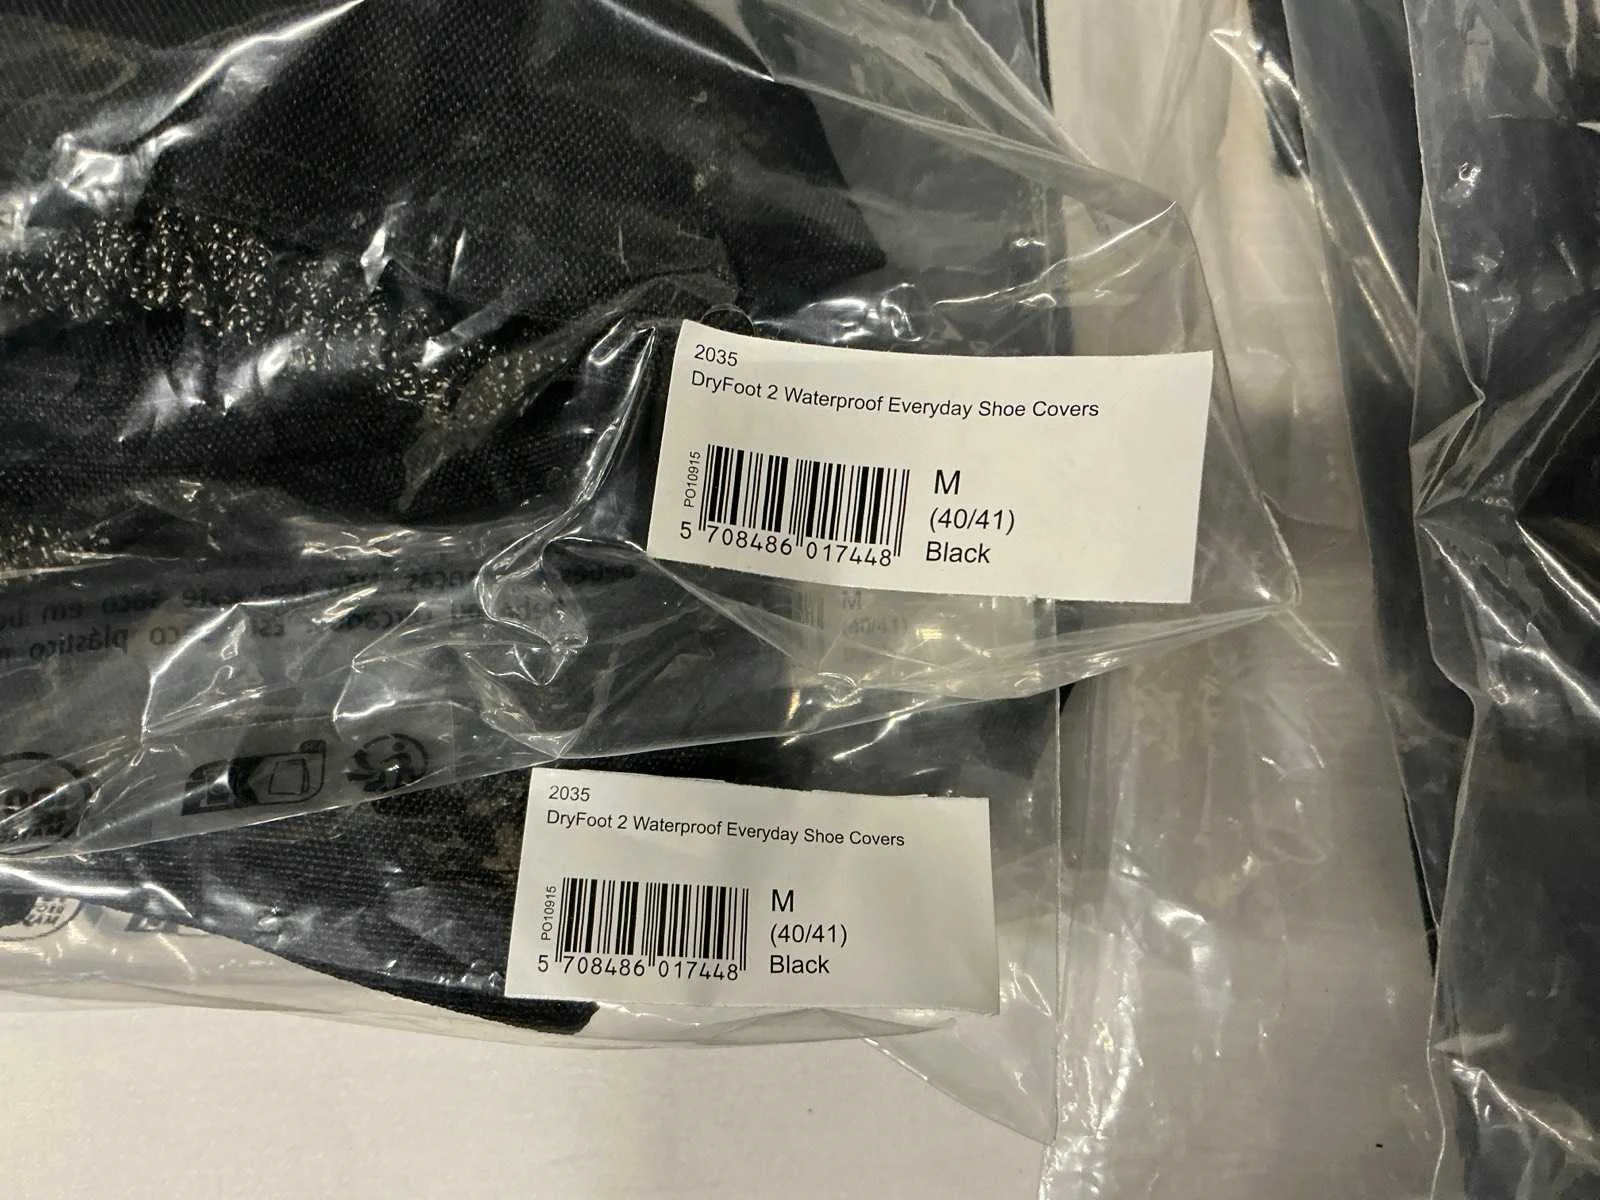 2035
DryFoot 2 Waterproof Everyday Shoe Covers
PO10915
5 708486 017448
M
(40/41)
Black
M
2035
DryFoot 2 Waterproof Everyday Shoe Covers
PO10915
5 708486 017448
M
(40/41)
Black